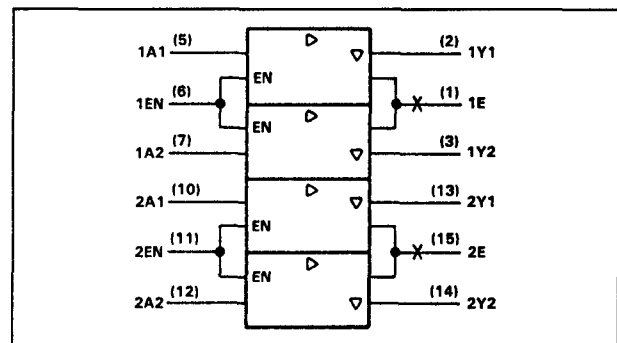 1A1 (5) (2) 1Y1
EN
1EN (6) (1) 1E
EN
1A2 (7) (3) 1Y2
2A1 (10) (13) 2Y1
EN
2EN (11) (15) 2E
EN
2A2 (12) (14) 2Y2